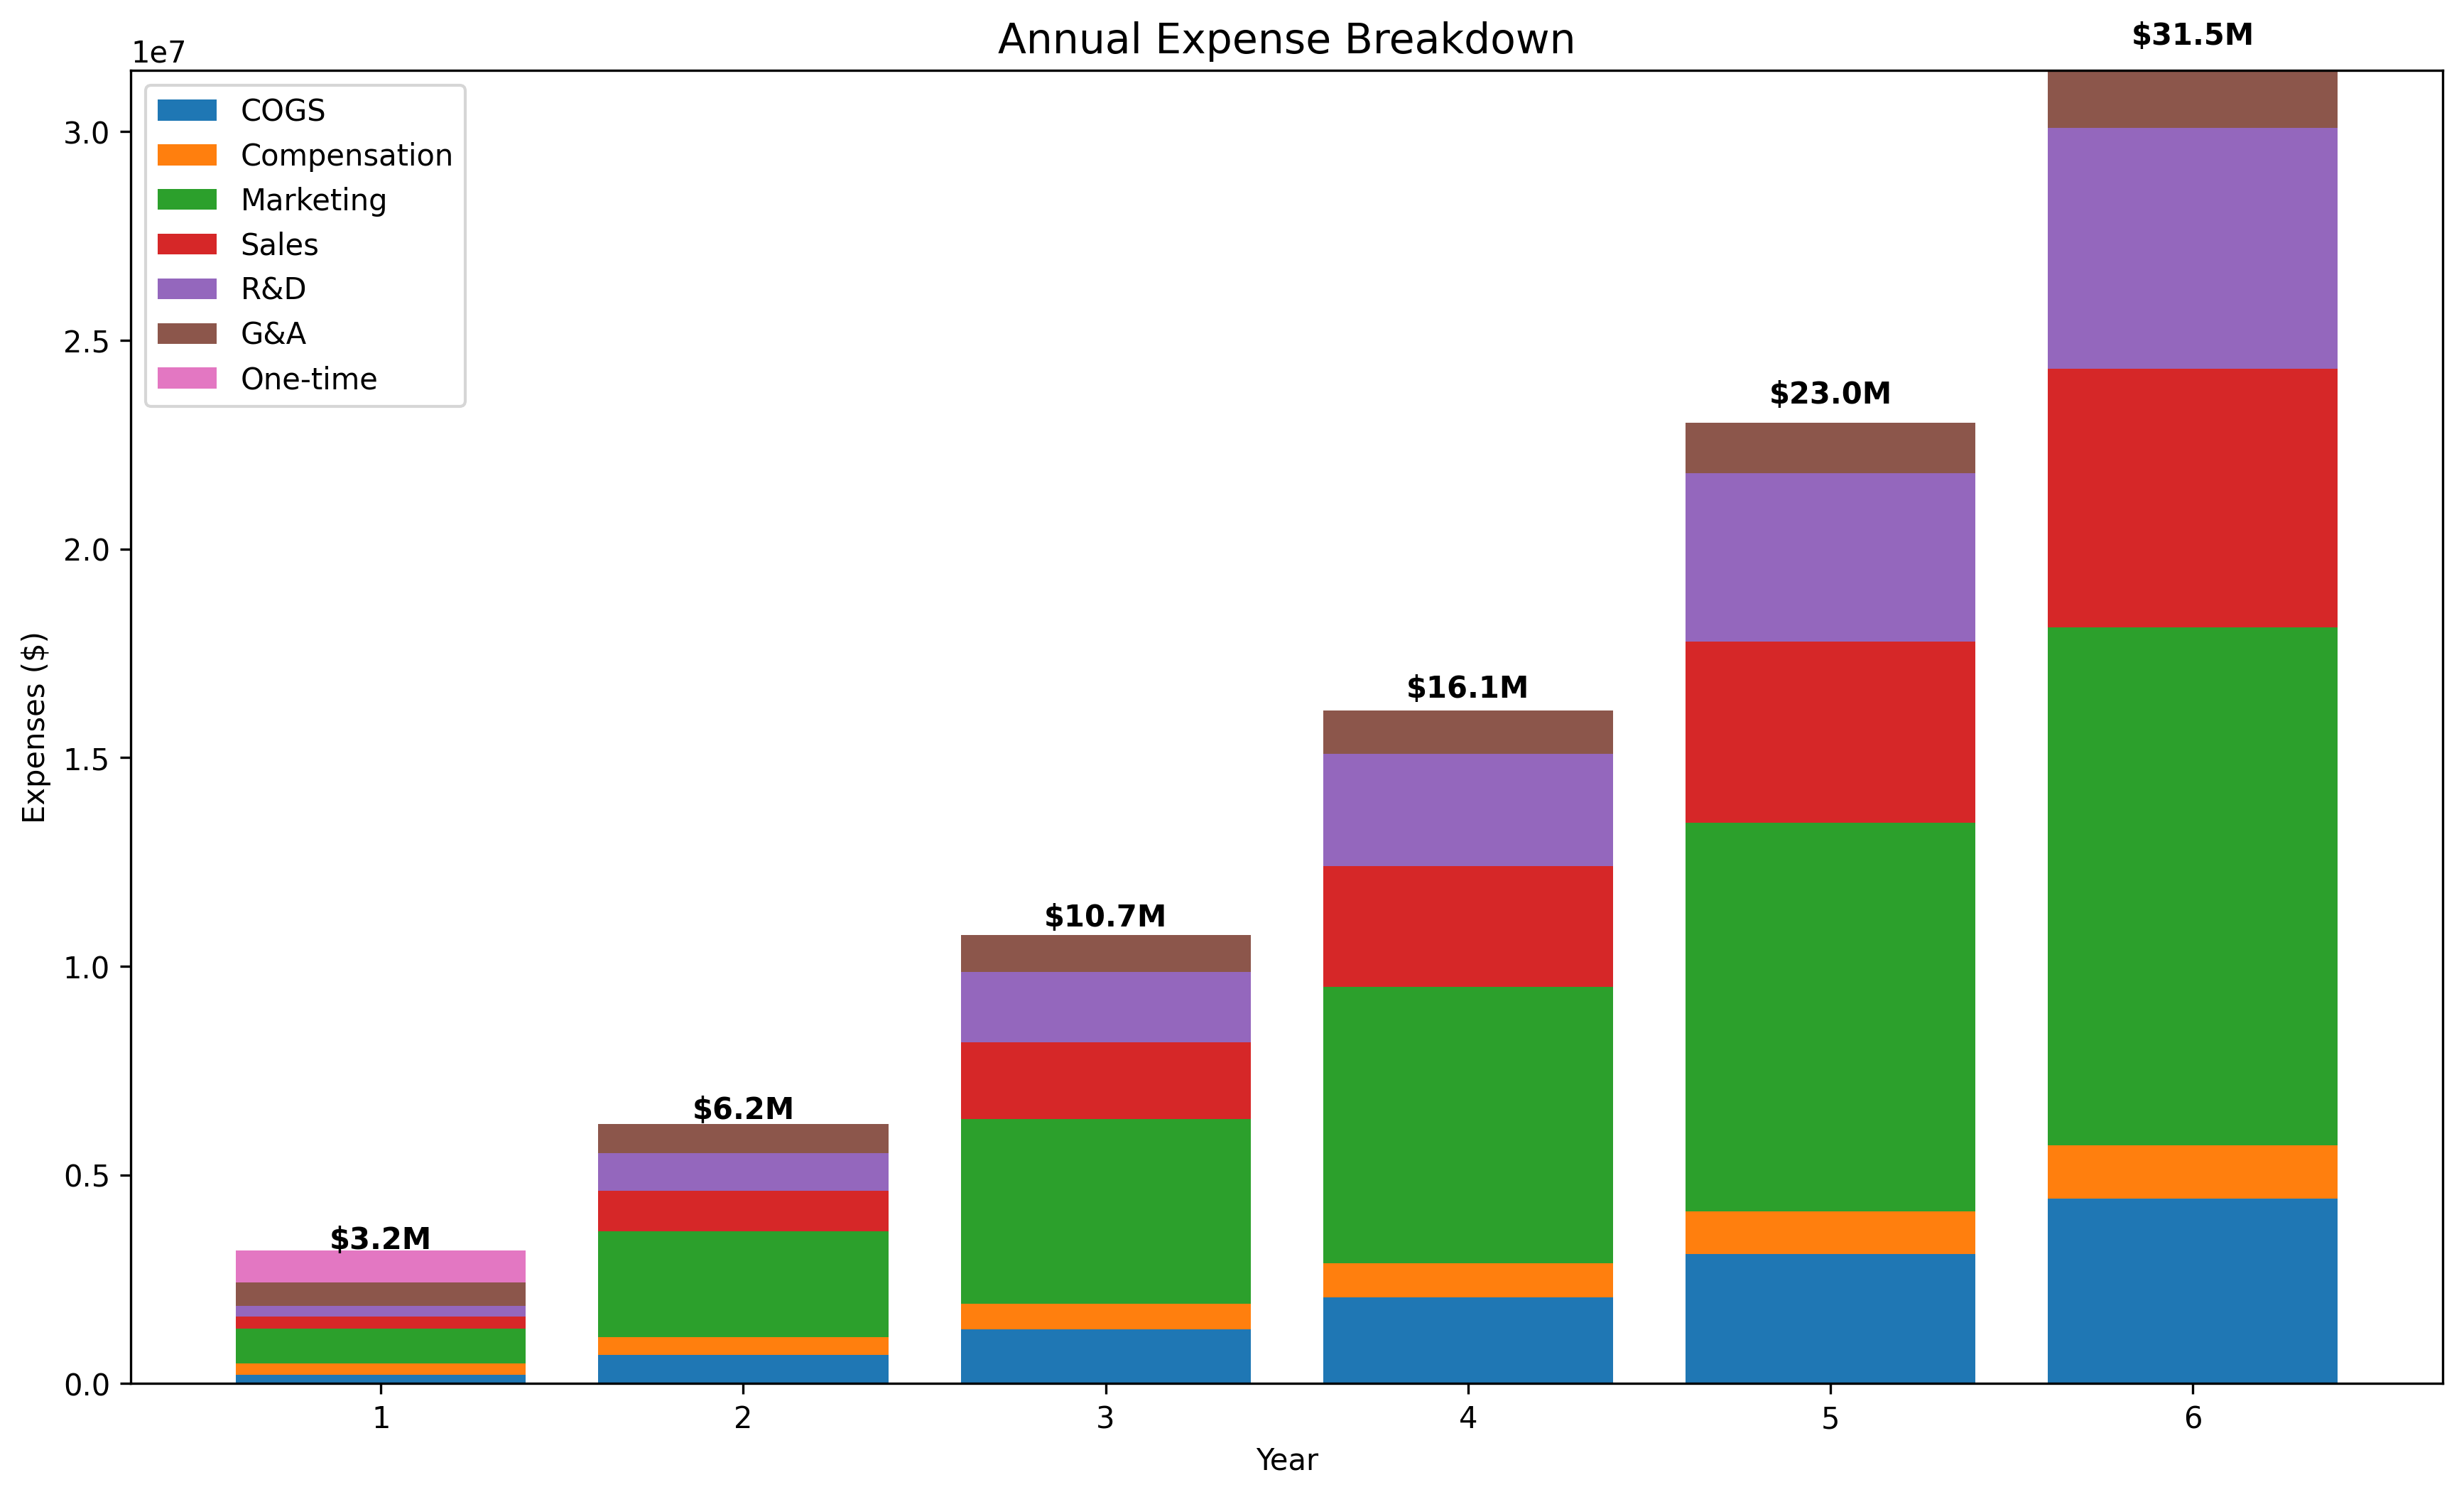 Annual Expense Breakdown
1e7
COGS
Compensation
Marketing
Sales
R&D
G&A
One-time
Expenses ($)
3.0
2.5
2.0
1.5
1.0
0.5
0.0
$3.2M
$6.2M
$10.7M
$16.1M
$23.0M
$31.5M
1 2 3 4 5 6
Year